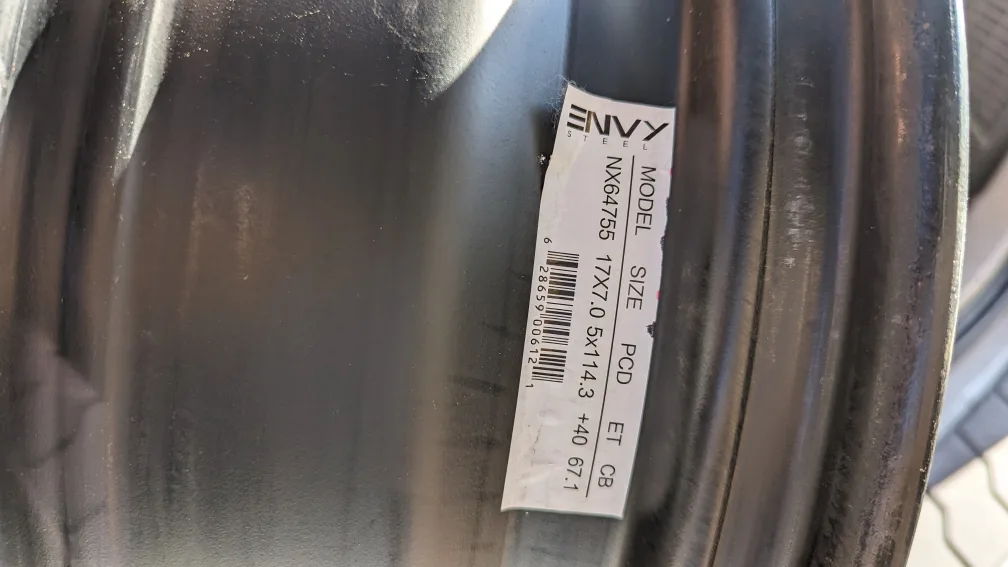 ENVY
STEEL
MODEL SIZE PCD ET CB
NX64755 17X7.0 5x114.3 +40 67.1
6 28659 00612 1